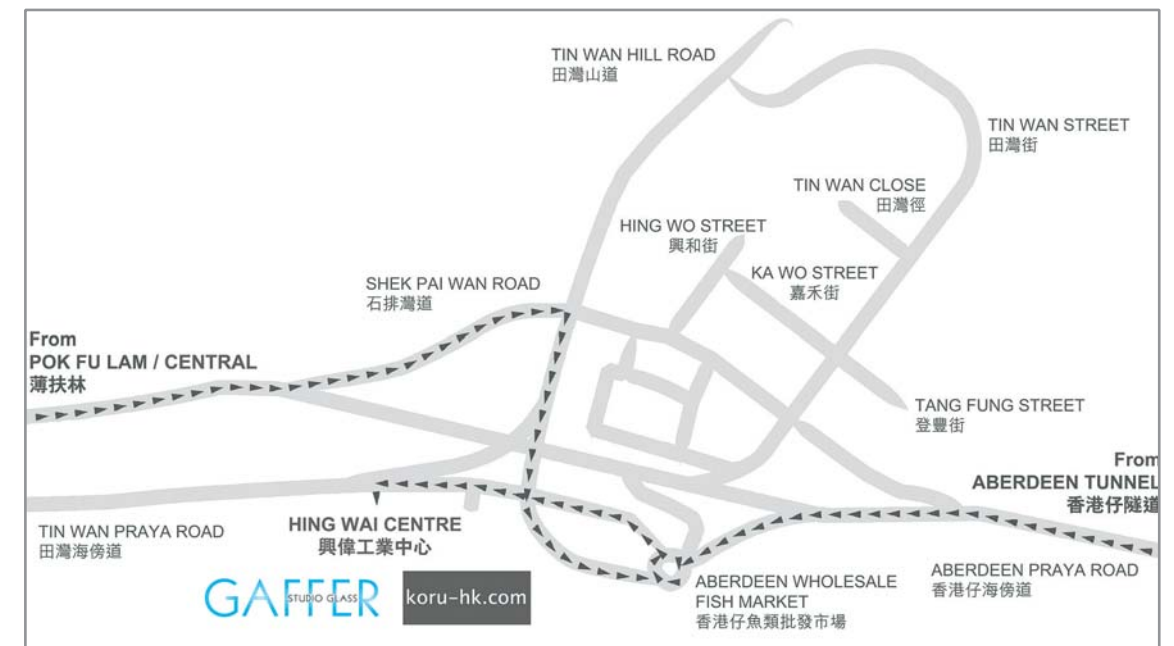 TIN WAN HILL ROAD
田灣山道
TIN WAN STREET
田灣街
TIN WAN CLOSE
田灣徑
HING WO STREET
興和街
KA WO STREET
嘉禾街
SHEK PAI WAN ROAD
石排灣道
From
POK FU LAM / CENTRAL
薄扶林
TANG FUNG STREET
登豐街
From
ABERDEEN TUNNEL
香港仔隧道
TIN WAN PRAYA ROAD
田灣海傍道
HING WAI CENTRE
興偉工業中心
ABERDEEN WHOLESALE
FISH MARKET
香港仔魚類批發市場
ABERDEEN PRAYA ROAD
香港仔海傍道
GAFFER
STUDIO GLASS
koru-hk.com